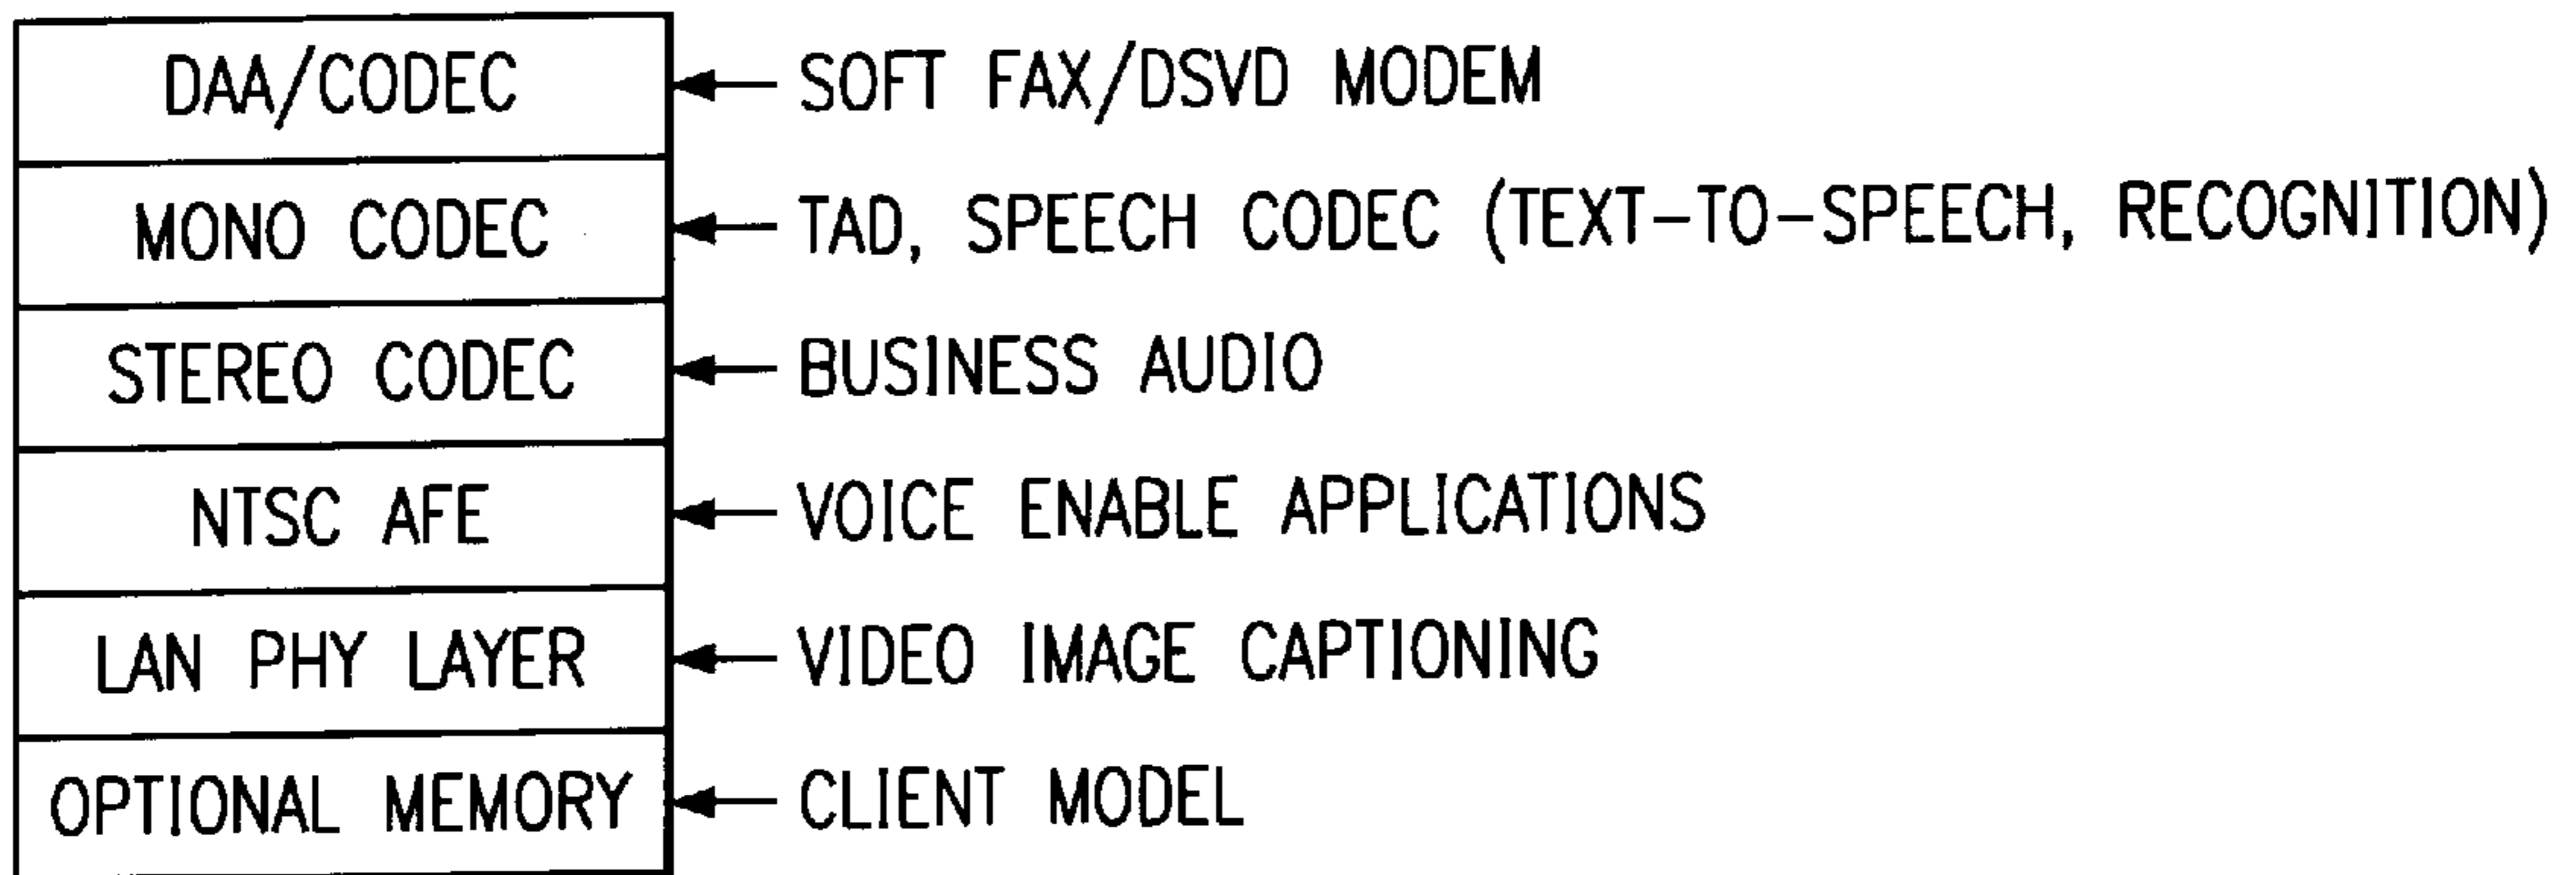 DAA/CODEC
SOFT FAX/DSVD MODEM
MONO CODEC
TAD, SPEECH CODEC (TEXT-TO-SPEECH, RECOGNITION)
STEREO CODEC
BUSINESS AUDIO
NTSC AFE
VOICE ENABLE APPLICATIONS
LAN PHY LAYER
VIDEO IMAGE CAPTIONING
OPTIONAL MEMORY
CLIENT MODEL